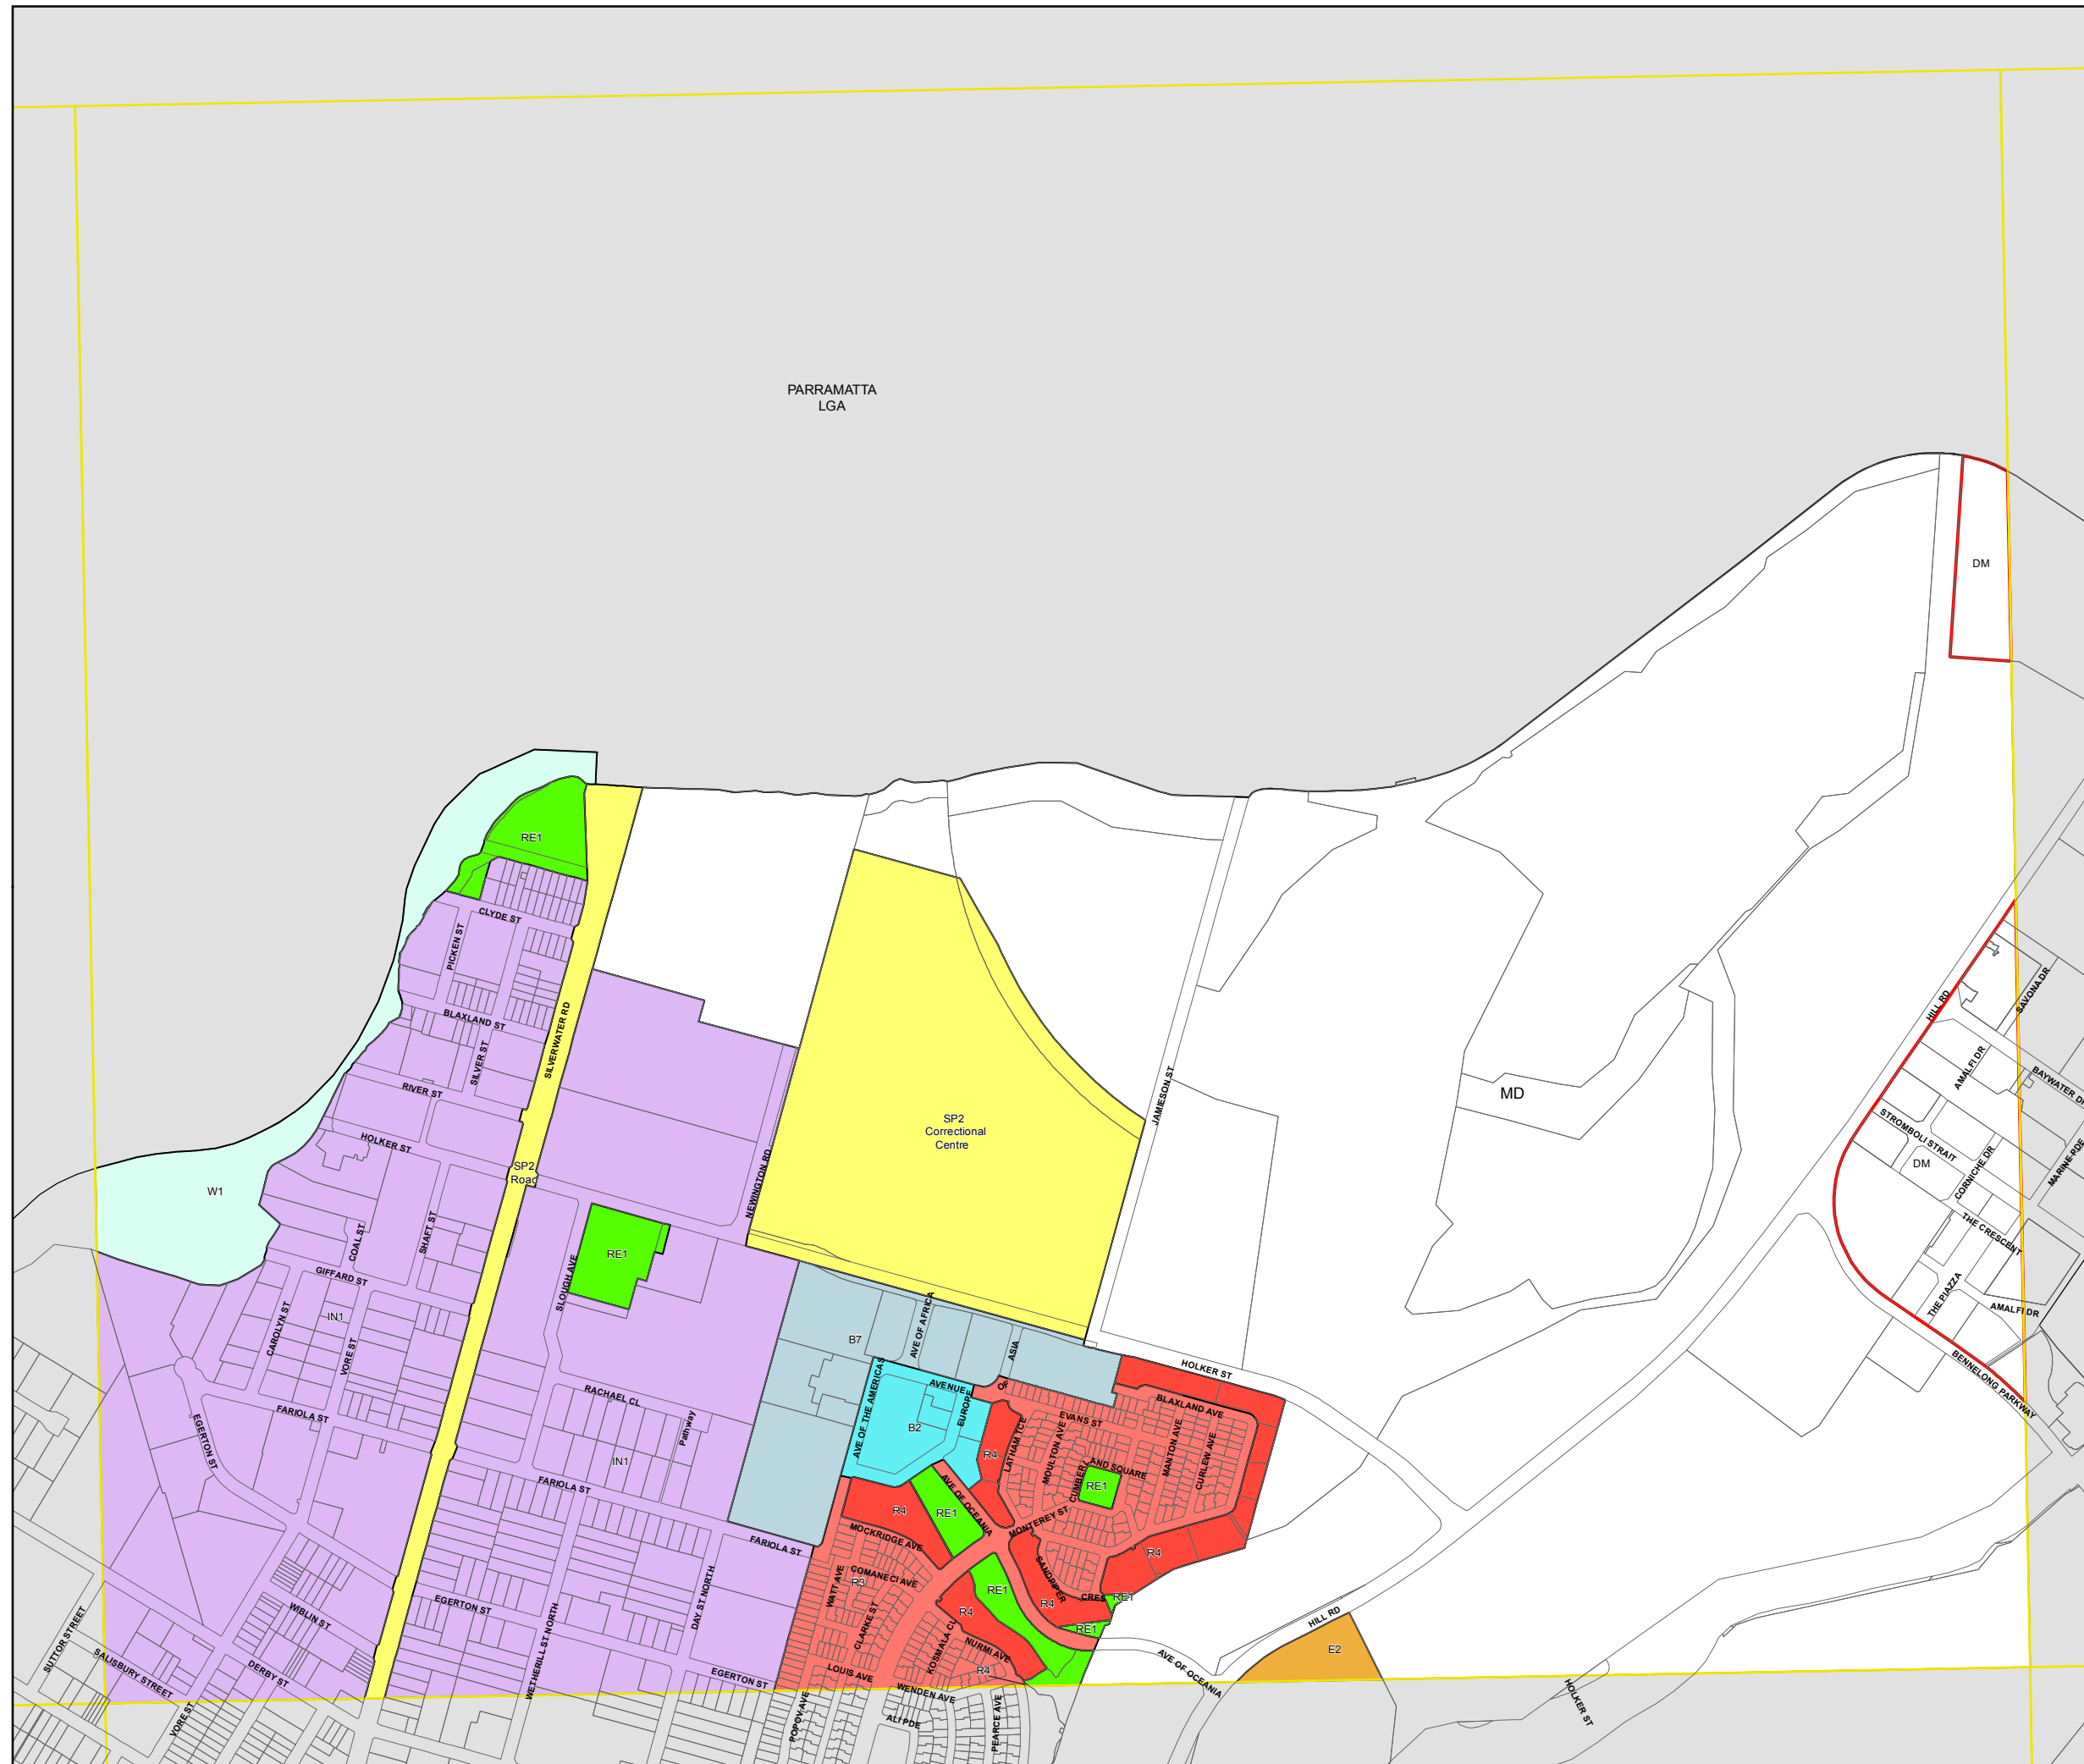 PARRAMATTA
LGA
DM
RE1
CLYDE ST
PICKEN ST
BLAXLAND ST
SILVER ST
SILVERWATER RD
RIVER ST
HOLKER ST
SP2
Road
W1
SP2
Correctional
Centre
JAMIESON ST
NEWINGTON RD
MD
HILL RD
SAVONA DR
AMALFI DR
BAYWATER DR
STROMBOLI STRAIT
DM
CORNICHE DR
MARINE PDE
THE CRESCENT
THE PIAZZA
AMALFI DR
BENNELONG PARKWAY
COAL ST
SHAFT ST
GIFFARD ST
SLOUGH AVE
RE1
CAROLYN ST
IN1
VORE ST
FARIOLA ST
EGERTON ST
RACHAEL CL
Pathway
IN1
FARIOLA ST
B7
AVE OF AFRICA
ASIA
AVE OF THE AMERICAS
AVENUE
OF
EUROPE
B2
HOLKER ST
BLAXLAND AVE
EVANS ST
R4
LATHAM TCE
MOULTON AVE
CUMBERLAND SQUARE
MANTON AVE
CURLEW AVE
RE1
R4
RE1
AVE OF OCEANIA
MONTEREY ST
MOCKRIDGE AVE
FARIOLA ST
R4
SANDPIPER
CRES
RE1
WATT AVE
R3
COMANECI AVE
CLARKE ST
R4
RE1
R4
RE1
KOSMALA CL
NURMI AVE
R4
LOUIS AVE
WENDEN AVE
ALI PDE
POPOV AVE
PEARCE AVE
AVE OF OCEANIA
HILL RD
E2
HOLKER ST
EGERTON ST
DAY ST NORTH
WETHERILL ST NORTH
EGERTON ST
WIBLIN ST
DERBY ST
SUTTOR STREET
SALISBURY STREET
VORE ST